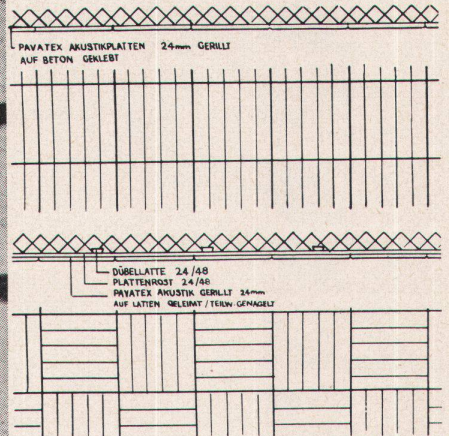 PAVATEX AKUSTIKPLATTEN 24mm GERILLT
AUF BETON GEKLEBT
DÜBELLATTE 24/48
PLATTENROST 24/48
PAVATEX AKUSTIK GERILLT 24mm
AUF LATTEN GELEIMT/TEILW. GENAGELT